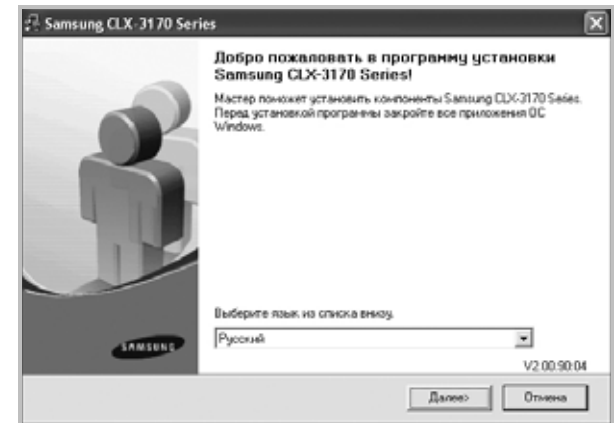 Samsung CLX-3170 Series
Добро пожаловать в программу установки
Samsung CLX-3170 Series!
Мастер поможет установить компоненты Samsung CLX-3170 Series.
Перед установкой программы закройте все приложения ОС
Windows.
Выберите язык из списка внизу.
Русский
SAMSUNG
V2.00.90:04
Далее>
Отмена